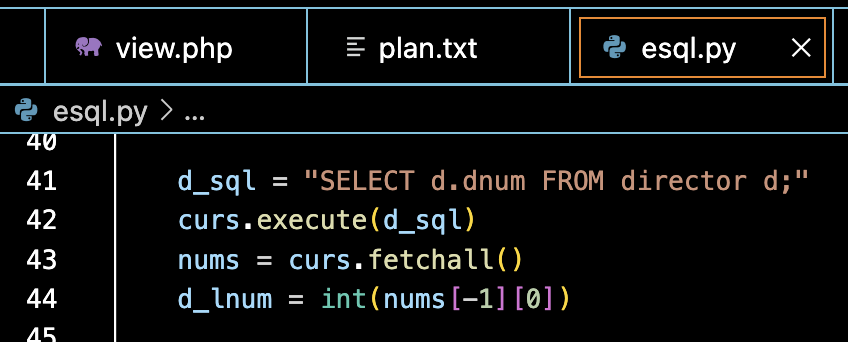 view.php
plan.txt
esql.py
esql.py > ...
40
41 d_sql = "SELECT d.dnum FROM director d;"
42 curs.execute(d_sql)
43 nums = curs.fetchall()
44 d_lnum = int(nums[-1][0])
45